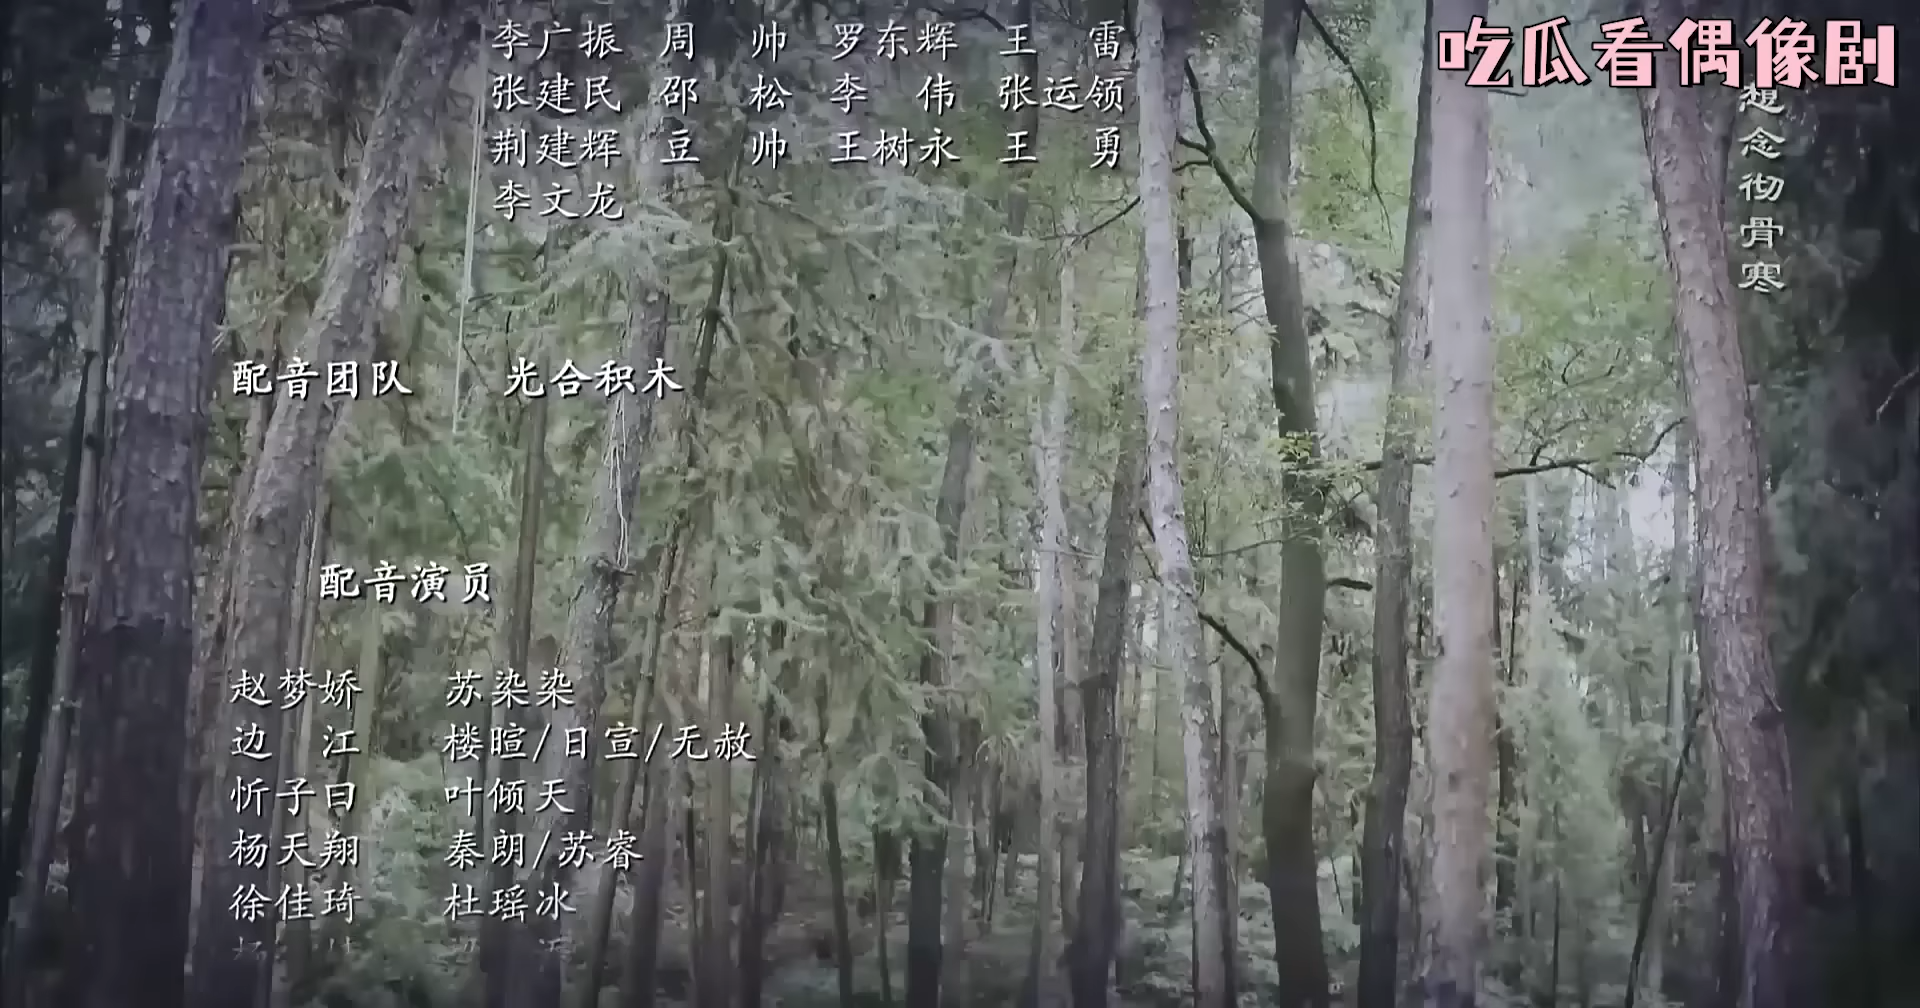 李广振 周帅 罗东辉 王雷
张建民 邵松 李伟 张运领
荆建辉 豆帅 王树永 王勇
李文龙
配音团队 光合积木
配音演员
赵梦娇 苏染染
边江 楼暄/日宣/无赦
忻子曰 叶倾天
杨天翔 秦朗/苏睿
徐佳琦 杜瑶冰
吃瓜看偶像剧
想念彻骨寒